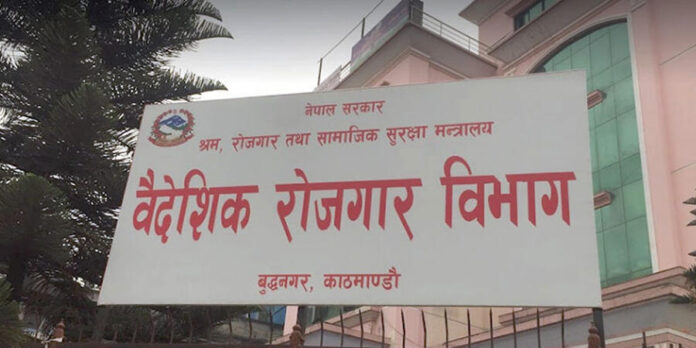 नेपाल सरकार
श्रम, रोजगार तथा सामाजिक सुरक्षा मन्त्रालय
वैदेशिक रोजगार विभाग
बुद्धनगर, काठमाण्डौ